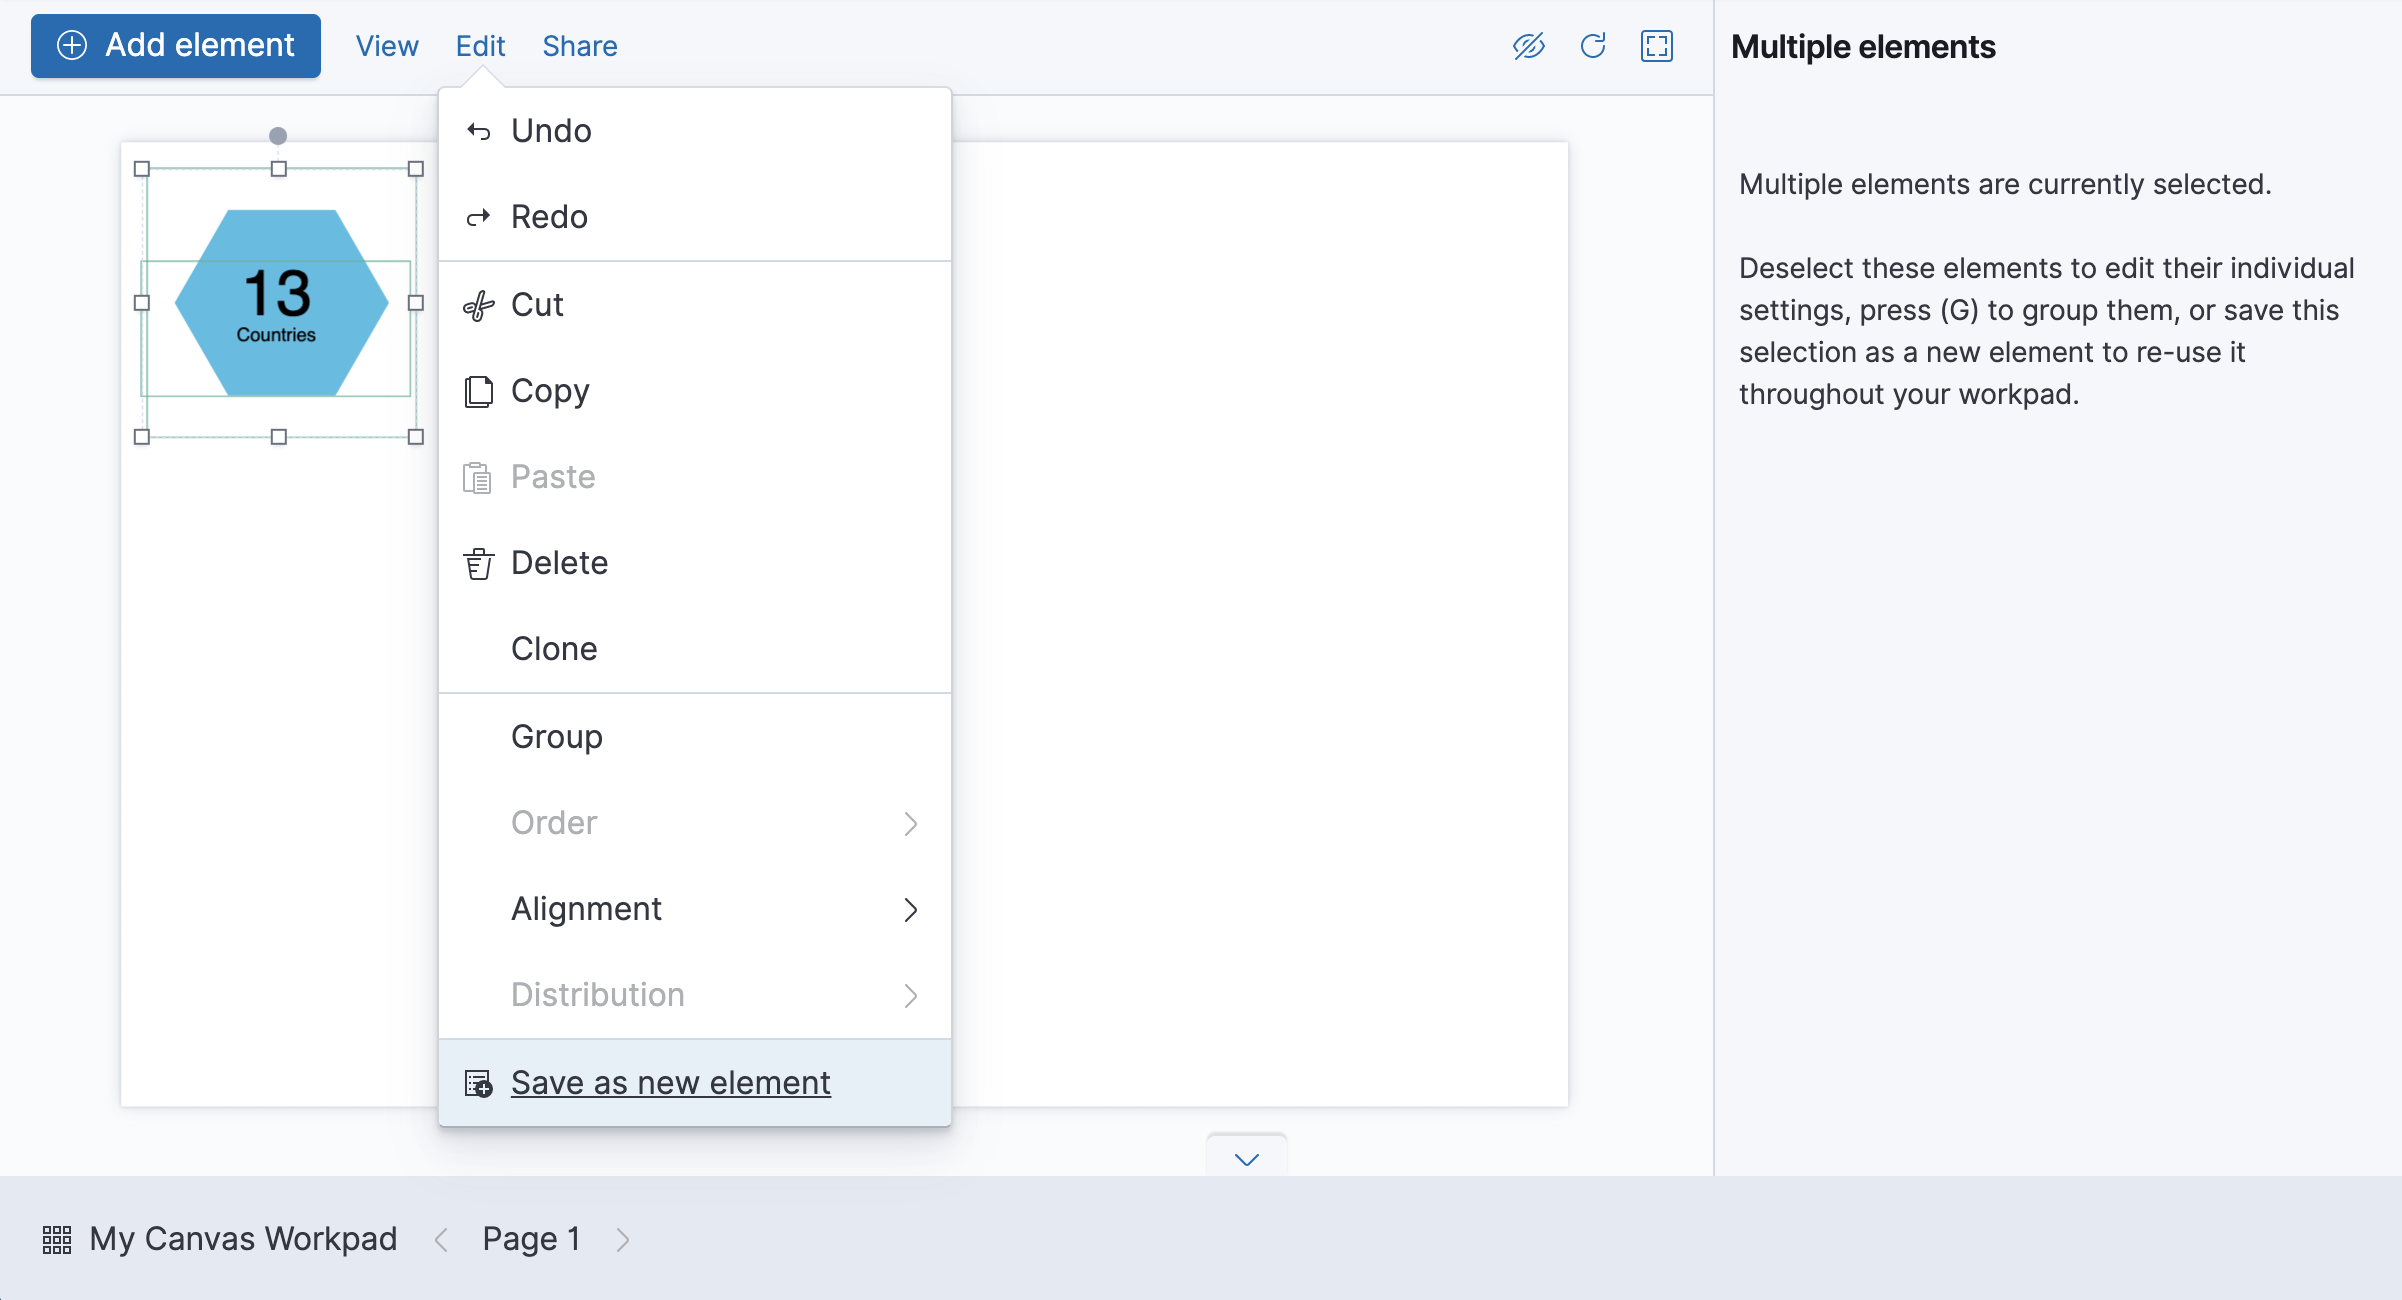 Add element
View
Edit
Share
Multiple elements
Undo
Redo
Cut
Copy
Paste
Delete
Clone
Group
Order
Alignment
Distribution
Save as new element
13
Countries
Multiple elements are currently selected.
Deselect these elements to edit their individual
settings, press (G) to group them, or save this
selection as a new element to re-use it
throughout your workpad.
My Canvas Workpad
Page 1